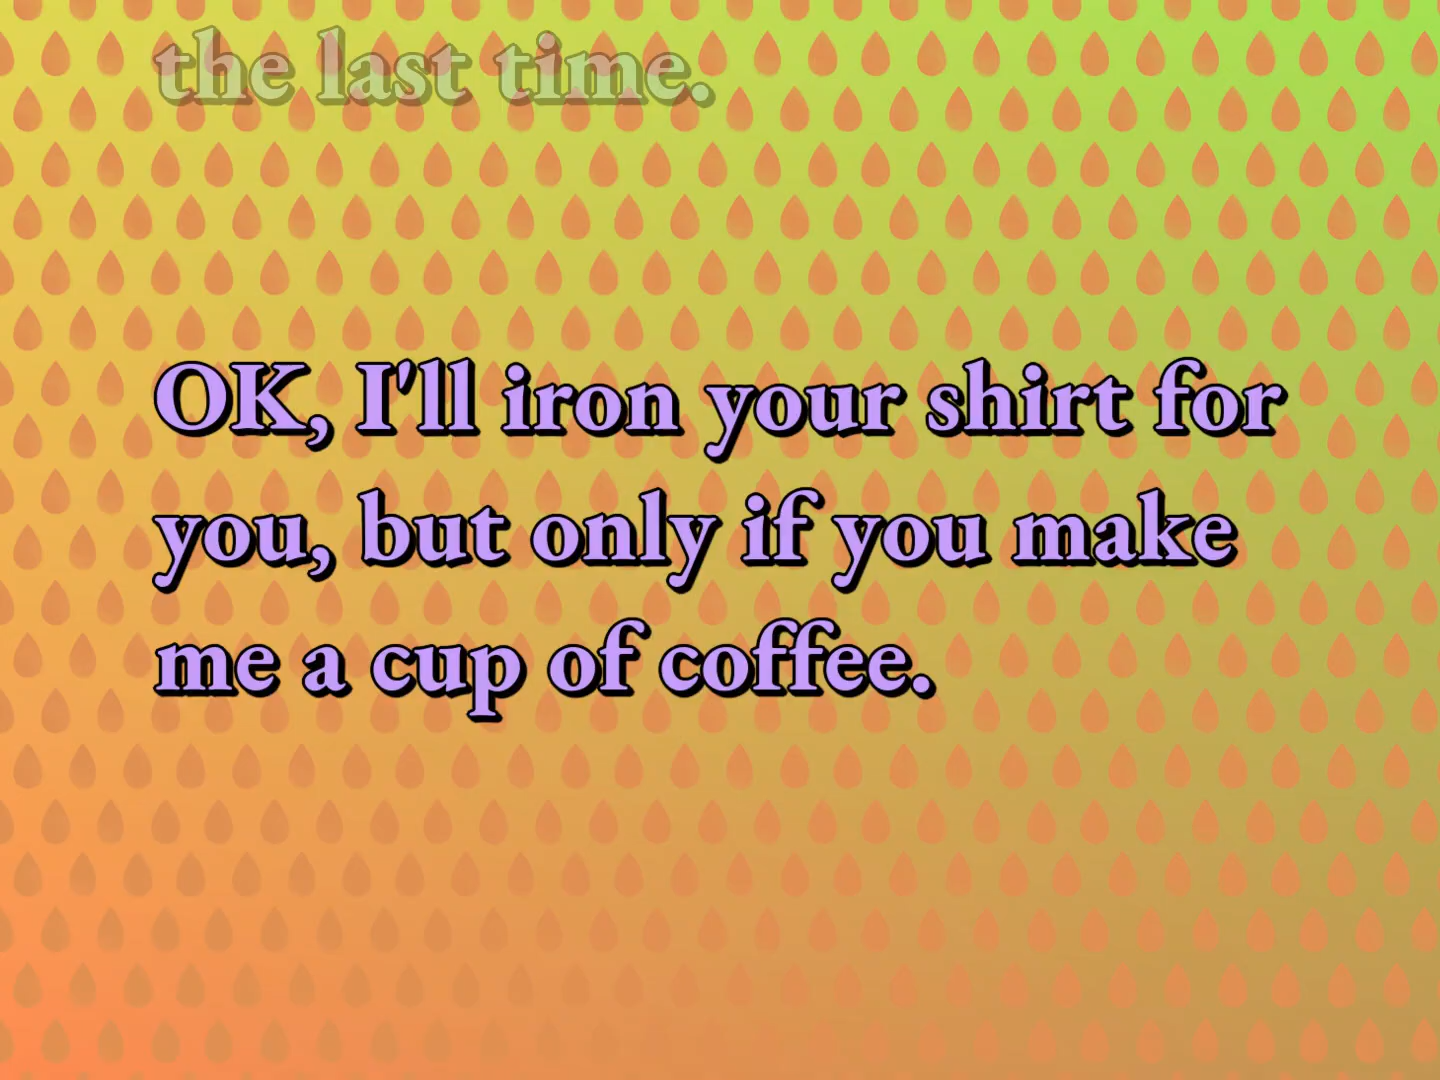 the last time.
OK, I'll iron your shirt for
you, but only if you make
me a cup of coffee.